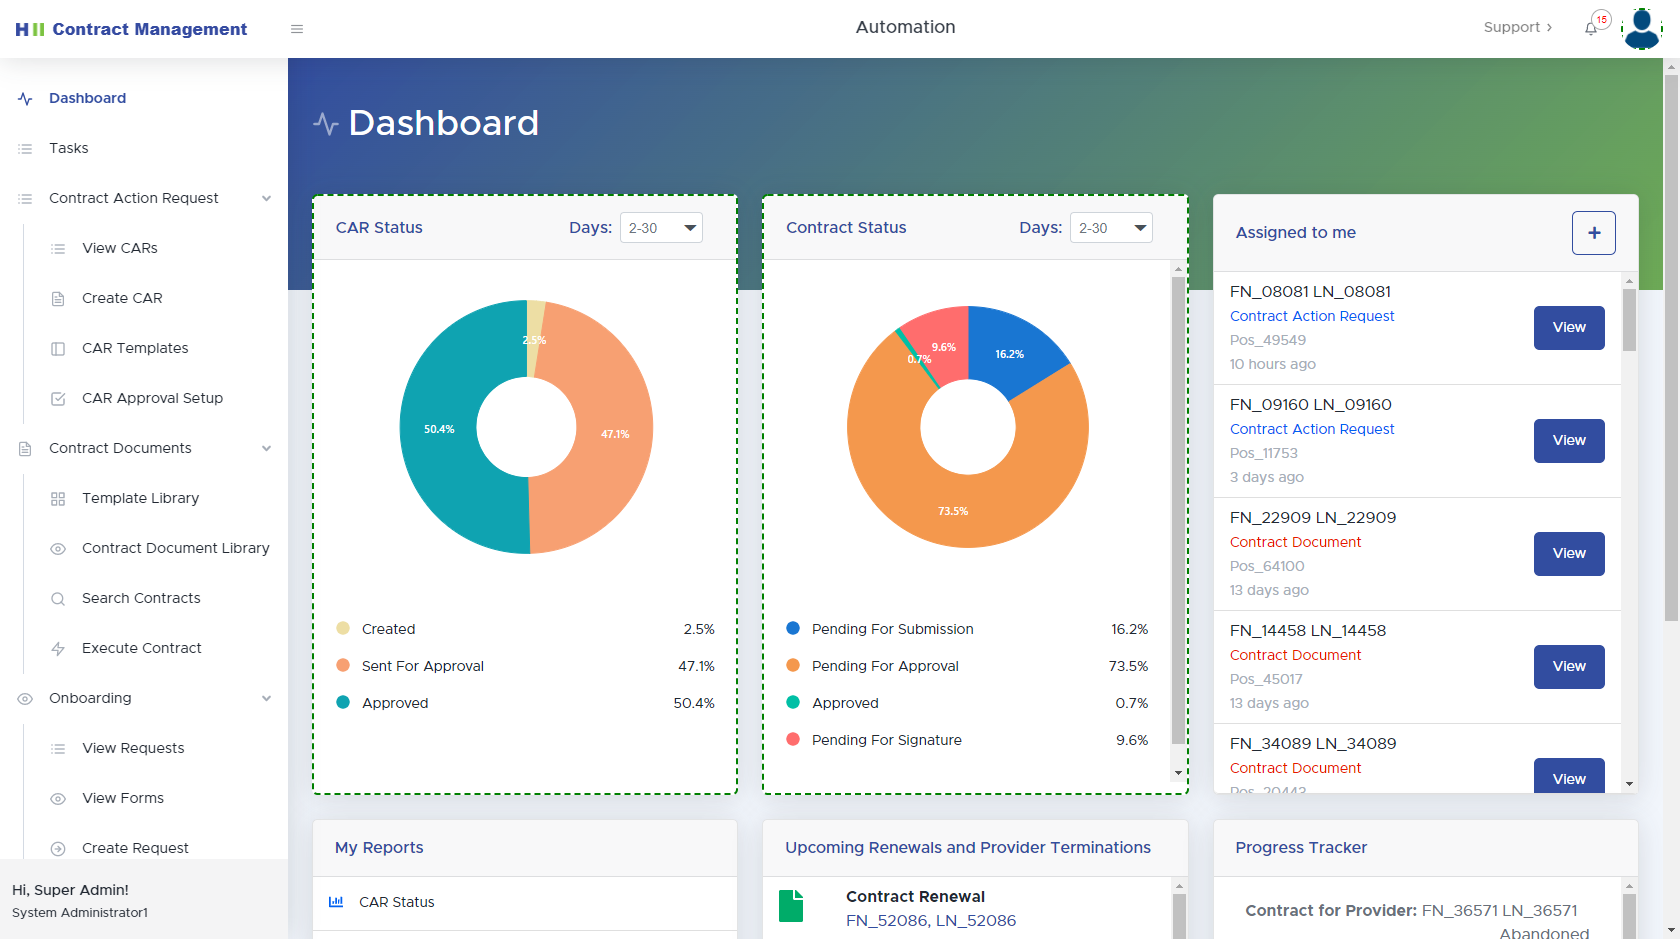 Contract Management
Automation
Support
15
Dashboard
Tasks
Contract Action Request
View CARs
Create CAR
CAR Templates
CAR Approval Setup
Contract Documents
Template Library
Contract Document Library
Search Contracts
Execute Contract
Onboarding
View Requests
View Forms
Create Request
Hi, Super Admin!
System Administrator1
Dashboard
CAR Status
Days: 2-30
2.5%
47.1%
50.4%
Created 2.5%
Sent For Approval 47.1%
Approved 50.4%
Contract Status
Days: 2-30
16.2%
9.6%
0.7%
73.5%
Pending For Submission 16.2%
Pending For Approval 73.5%
Approved 0.7%
Pending For Signature 9.6%
Assigned to me
+
FN_08081 LN_08081
Contract Action Request
Pos_49549
10 hours ago
View
FN_09160 LN_09160
Contract Action Request
Pos_11753
3 days ago
View
FN_22909 LN_22909
Contract Document
Pos_64100
13 days ago
View
FN_14458 LN_14458
Contract Document
Pos_45017
13 days ago
View
FN_34089 LN_34089
Contract Document
Pos_20443
View
My Reports
CAR Status
Upcoming Renewals and Provider Terminations
Contract Renewal
FN_52086, LN_52086
Progress Tracker
Contract for Provider: FN_36571 LN_36571
Abandoned